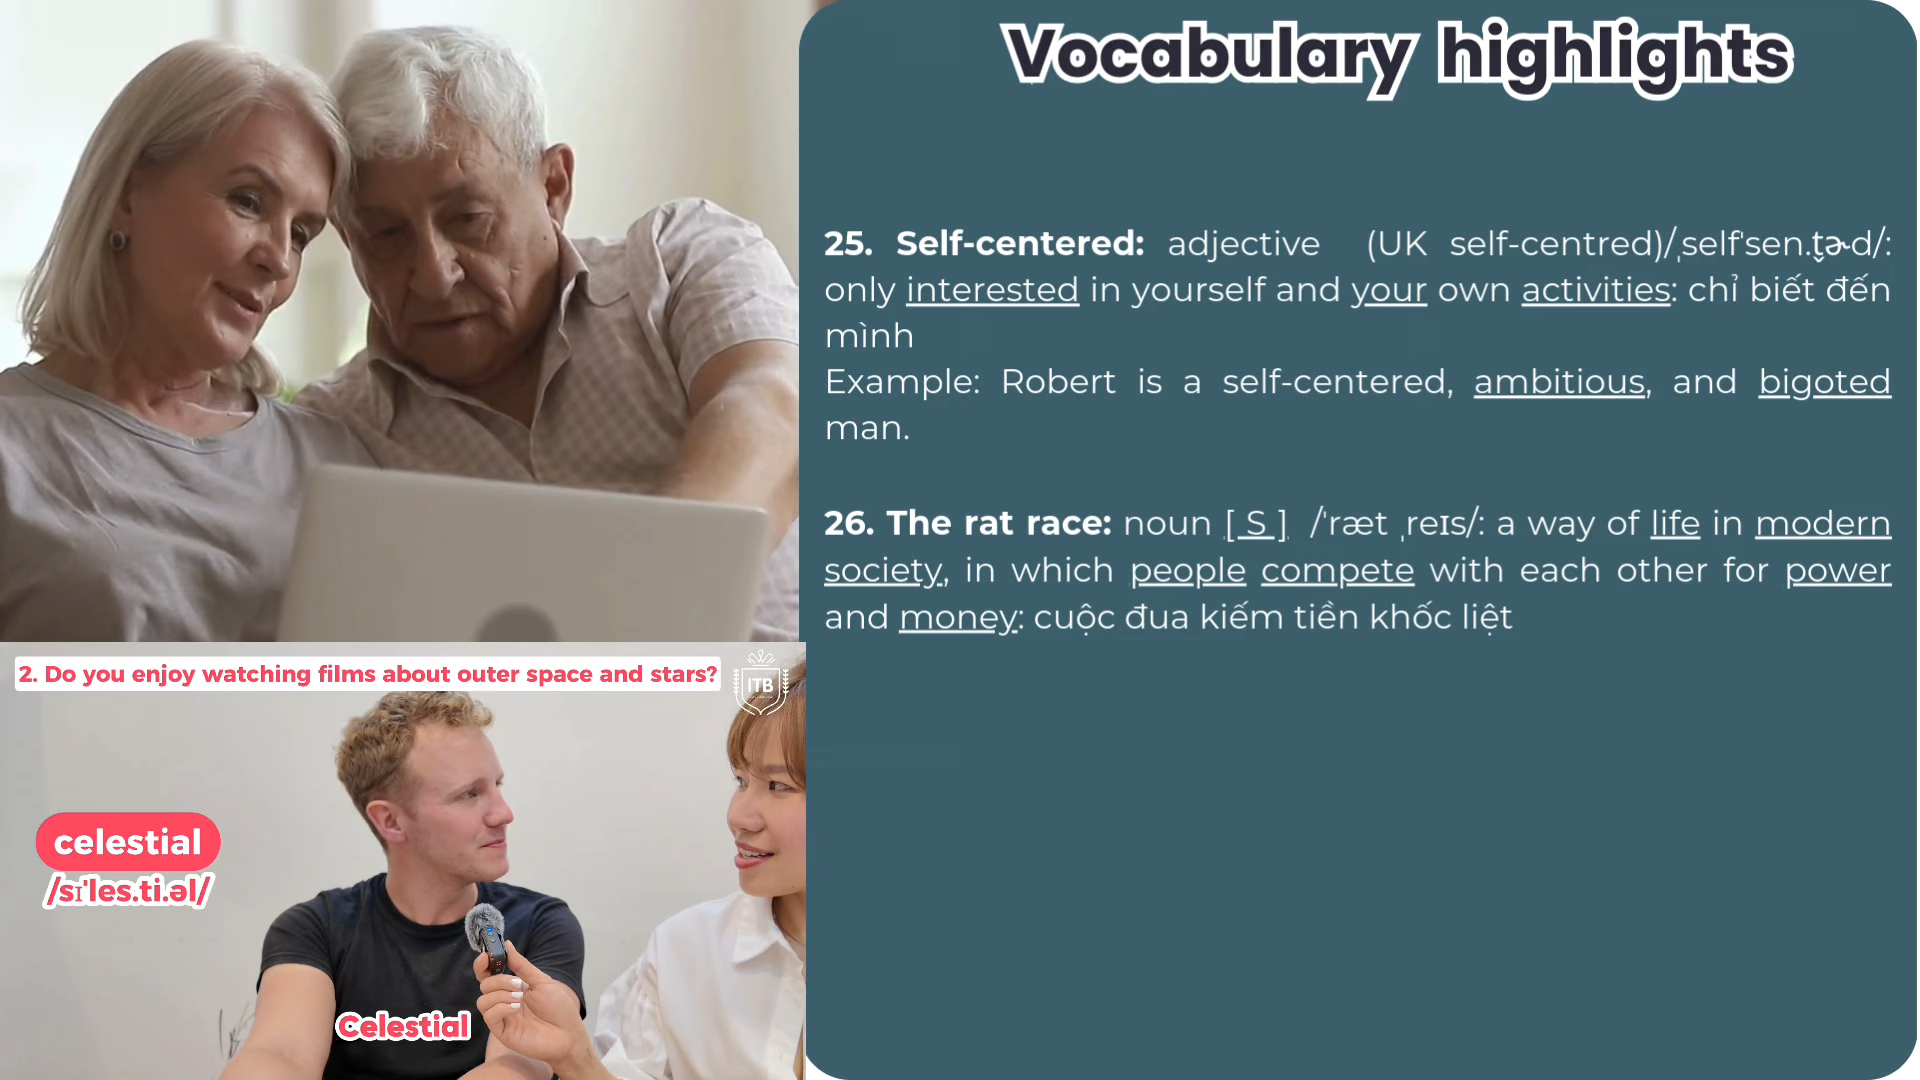 Vocabulary highlights
25. Self-centered: adjective (UK self-centred)/ˌselfˈsen.t̬ɚd/:
only interested in yourself and your own activities: chỉ biết đến
mình
Example: Robert is a self-centered, ambitious, and bigoted
man.
26. The rat race: noun [ S ] /ˈræt ˌreɪs/: a way of life in modern
society, in which people compete with each other for power
and money: cuộc đua kiếm tiền khốc liệt
2. Do you enjoy watching films about outer space and stars?
ITB
celestial
/sɪˈles.ti.əl/
Celestial